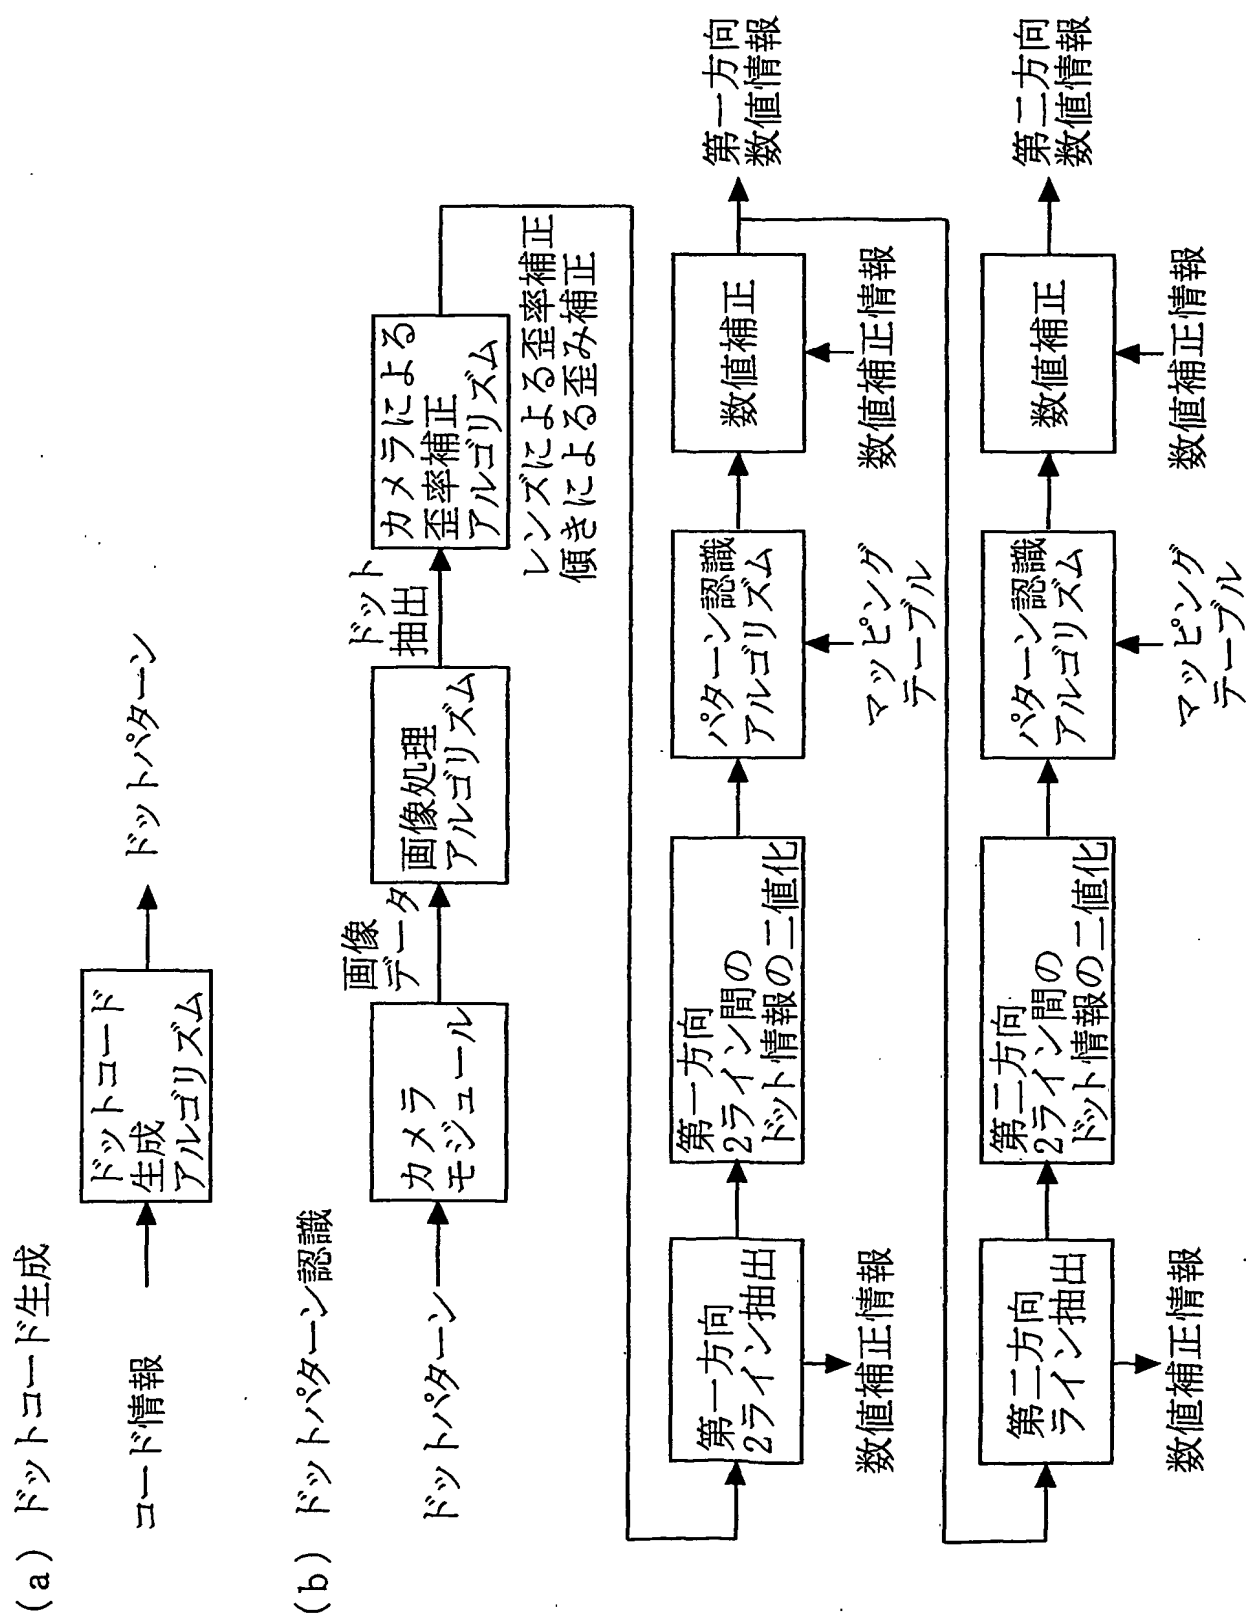 (a) ドットコード生成
コード情報
ドットコード
生成
アルゴリズム
ドットパターン
(b) ドットパターン認識
ドットパターン
カメラ
モジュール
画像
データ
画像処理
アルゴリズム
ドット
抽出
カメラによる
歪率補正
アルゴリズム
レンズによる歪率補正
傾きによる歪み補正
第一方向
2ライン抽出
数値補正情報
第一方向
2ライン間の
ドット情報の二値化
パターン認識
アルゴリズム
マッピング
テーブル
数値補正
数値補正情報
第一方向
数値情報
第二方向
ライン抽出
数値補正情報
第二方向
2ライン間の
ドット情報の二値化
パターン認識
アルゴリズム
マッピング
テーブル
数値補正
数値補正情報
第二方向
数値情報